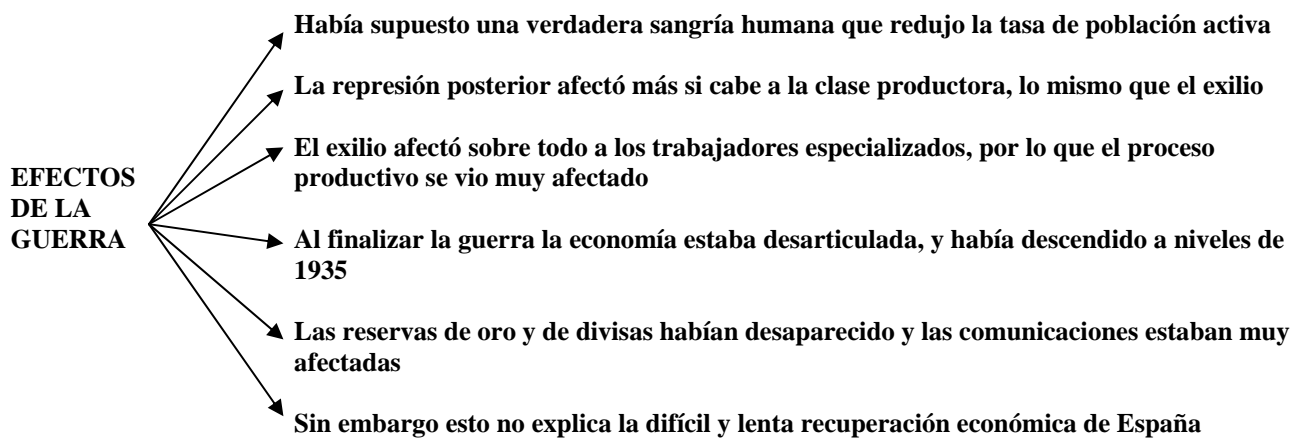 Había supuesto una verdadera sangría humana que redujo la tasa de población activa
La represión posterior afectó más si cabe a la clase productora, lo mismo que el exilio
El exilio afectó sobre todo a los trabajadores especializados, por lo que el proceso
productivo se vio muy afectado
EFECTOS
DE LA
GUERRA
Al finalizar la guerra la economía estaba desarticulada, y había descendido a niveles de
1935
Las reservas de oro y de divisas habían desaparecido y las comunicaciones estaban muy
afectadas
Sin embargo esto no explica la difícil y lenta recuperación económica de España